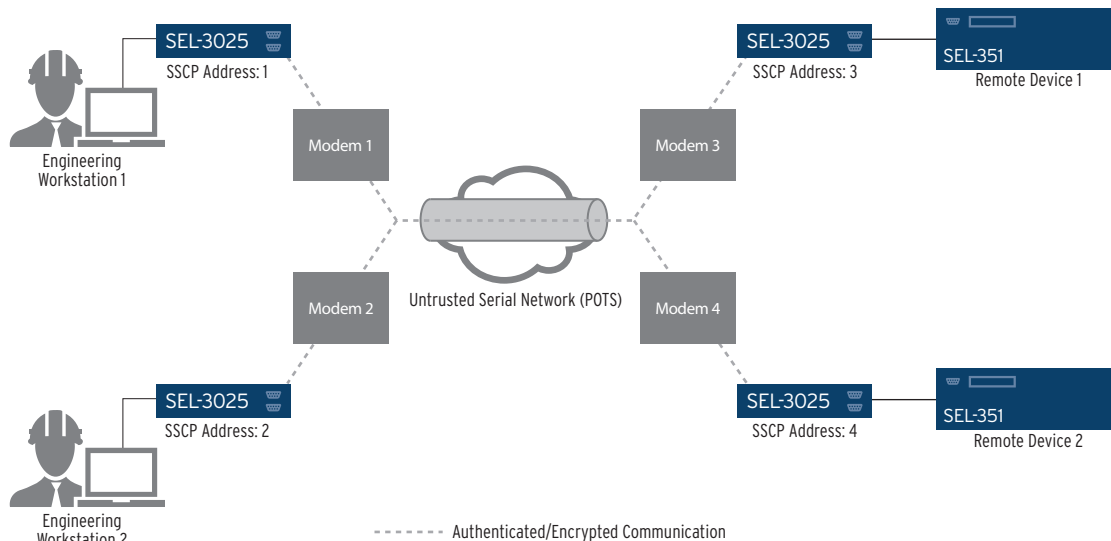 SEL-3025
SSCP Address: 1
Engineering
Workstation 1
Modem 1
SEL-3025
SSCP Address: 3
SEL-351
Remote Device 1
Modem 3
Untrusted Serial Network (POTS)
Modem 2
SEL-3025
SSCP Address: 2
Engineering
Workstation 2
Modem 4
SEL-3025
SSCP Address: 4
SEL-351
Remote Device 2
Authenticated/Encrypted Communication